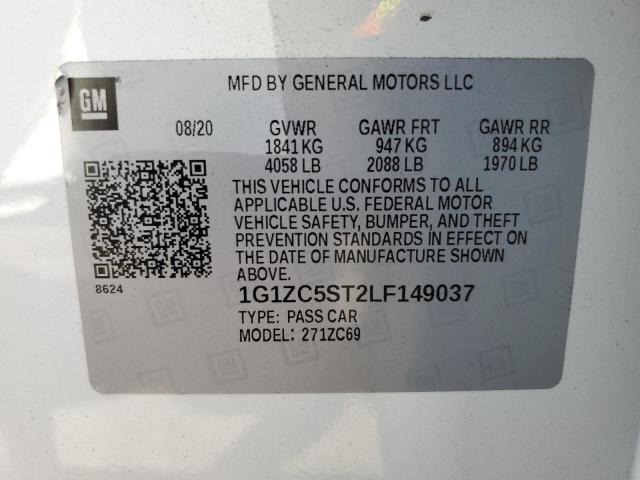 GM
MFD BY GENERAL MOTORS LLC
08/20 GVWR GAWR FRT GAWR RR
1841 KG 947 KG 894 KG
4058 LB 2088 LB 1970 LB
THIS VEHICLE CONFORMS TO ALL
APPLICABLE U.S. FEDERAL MOTOR
VEHICLE SAFETY, BUMPER, AND THEFT
PREVENTION STANDARDS IN EFFECT ON
THE DATE OF MANUFACTURE SHOWN
ABOVE.
8624
1G1ZC5ST2LF149037
TYPE: PASS CAR
MODEL: 271ZC69